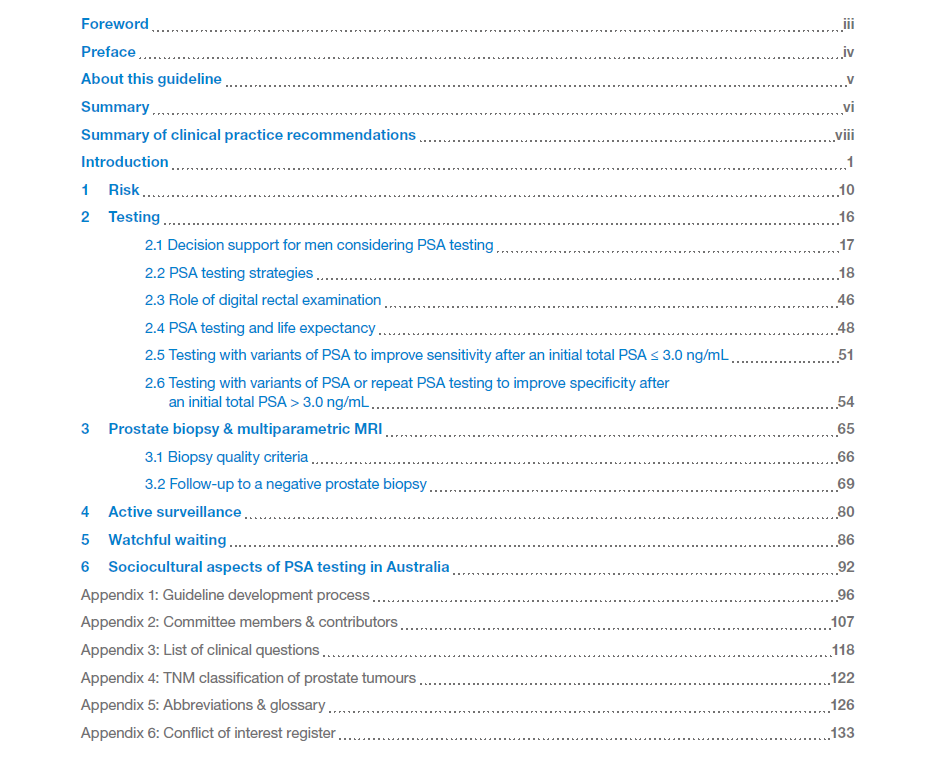 Foreword iii
Preface iv
About this guideline v
Summary vi
Summary of clinical practice recommendations viii
Introduction 1
1 Risk 10
2 Testing 16
2.1 Decision support for men considering PSA testing 17
2.2 PSA testing strategies 18
2.3 Role of digital rectal examination 46
2.4 PSA testing and life expectancy 48
2.5 Testing with variants of PSA to improve sensitivity after an initial total PSA ≤ 3.0 ng/mL 51
2.6 Testing with variants of PSA or repeat PSA testing to improve specificity after
an initial total PSA > 3.0 ng/mL 54
3 Prostate biopsy & multiparametric MRI 65
3.1 Biopsy quality criteria 66
3.2 Follow-up to a negative prostate biopsy 69
4 Active surveillance 80
5 Watchful waiting 86
6 Sociocultural aspects of PSA testing in Australia 92
Appendix 1: Guideline development process 96
Appendix 2: Committee members & contributors 107
Appendix 3: List of clinical questions 118
Appendix 4: TNM classification of prostate tumours 122
Appendix 5: Abbreviations & glossary 126
Appendix 6: Conflict of interest register 133